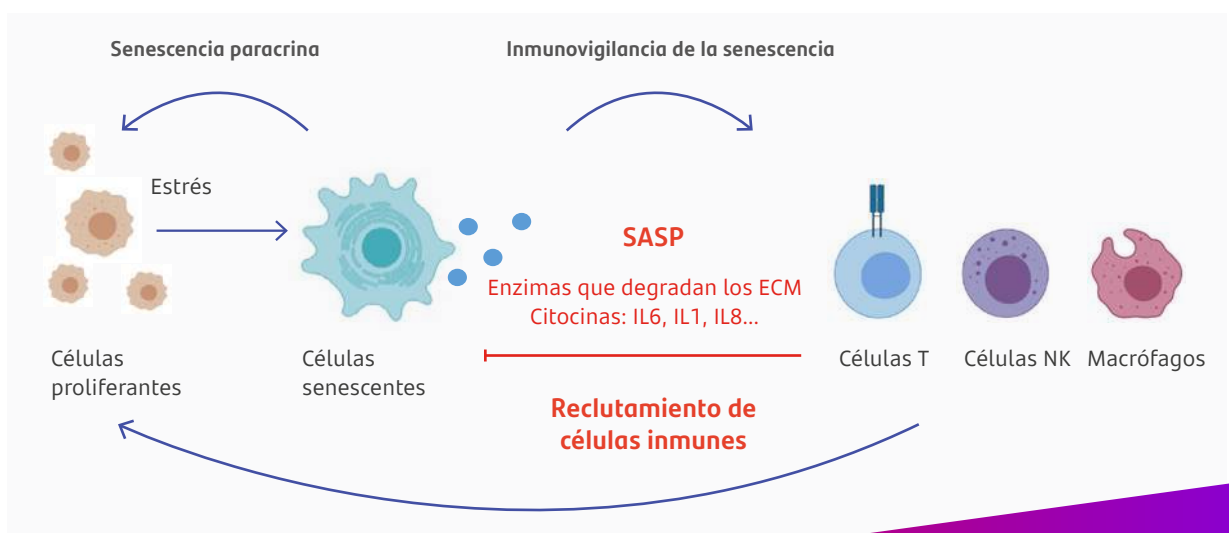 Senescencia paracrina
Inmunovigilancia de la senescencia
Estrés
SASP
Enzimas que degradan los ECM
Citocinas: IL6, IL1, IL8...
Células
proliferantes
Células
senescentes
Células T
Células NK
Macrófagos
Reclutamiento de
células inmunes